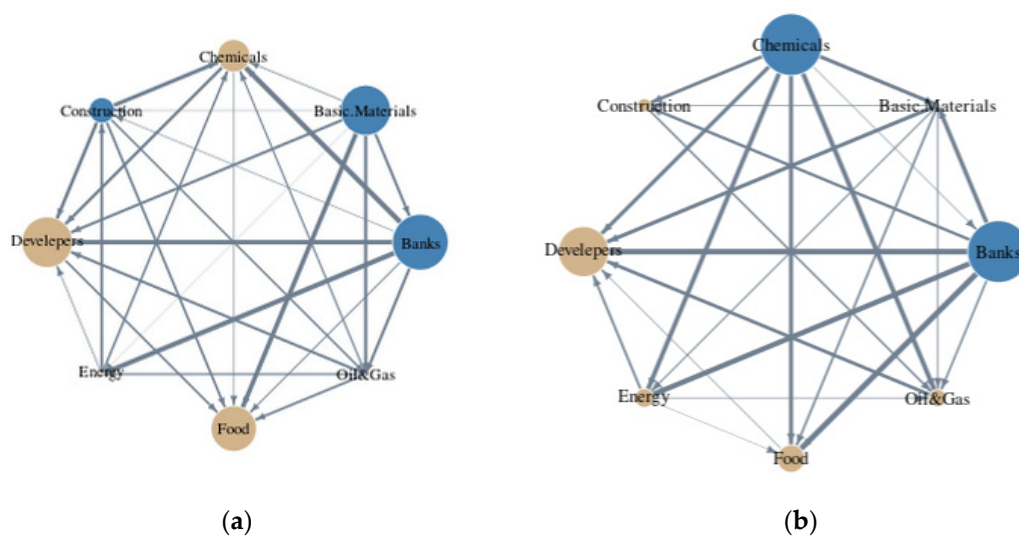 Chemicals
Construction
Basic.Materials
Develepers
Banks
Energy
Oil&Gas
Food
(a)
Chemicals
Construction
Basic.Materials
Develepers
Banks
Energy
Oil&Gas
Food
(b)